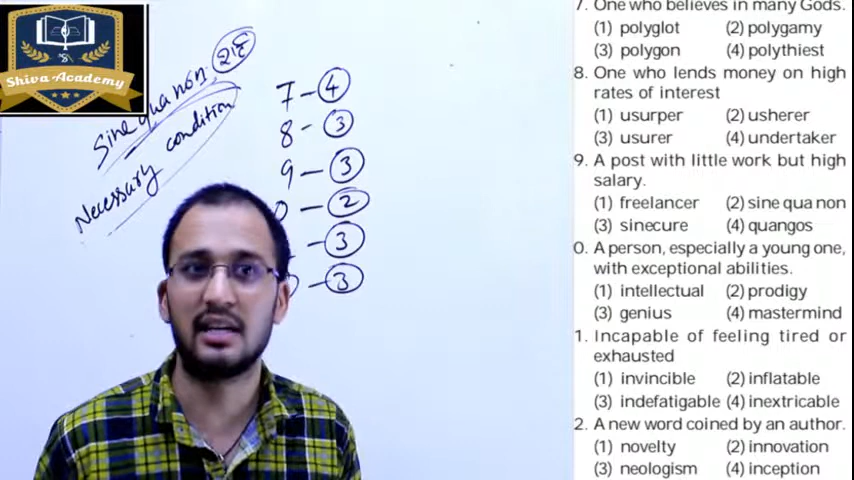 Shiva Academy
Sine qua non. शर्त
Necessary condition
7 - 4
8 - 3
9 - 3
0 - 2
- 3
- 3
7. One who believes in many Gods.
(1) polyglot (2) polygamy
(3) polygon (4) polythiest
8. One who lends money on high
rates of interest
(1) usurper (2) usherer
(3) usurer (4) undertaker
9. A post with little work but high
salary.
(1) freelancer (2) sine qua non
(3) sinecure (4) quangos
0. A person, especially a young one,
with exceptional abilities.
(1) intellectual (2) prodigy
(3) genius (4) mastermind
1. Incapable of feeling tired or
exhausted
(1) invincible (2) inflatable
(3) indefatigable (4) inextricable
2. A new word coined by an author.
(1) novelty (2) innovation
(3) neologism (4) inception